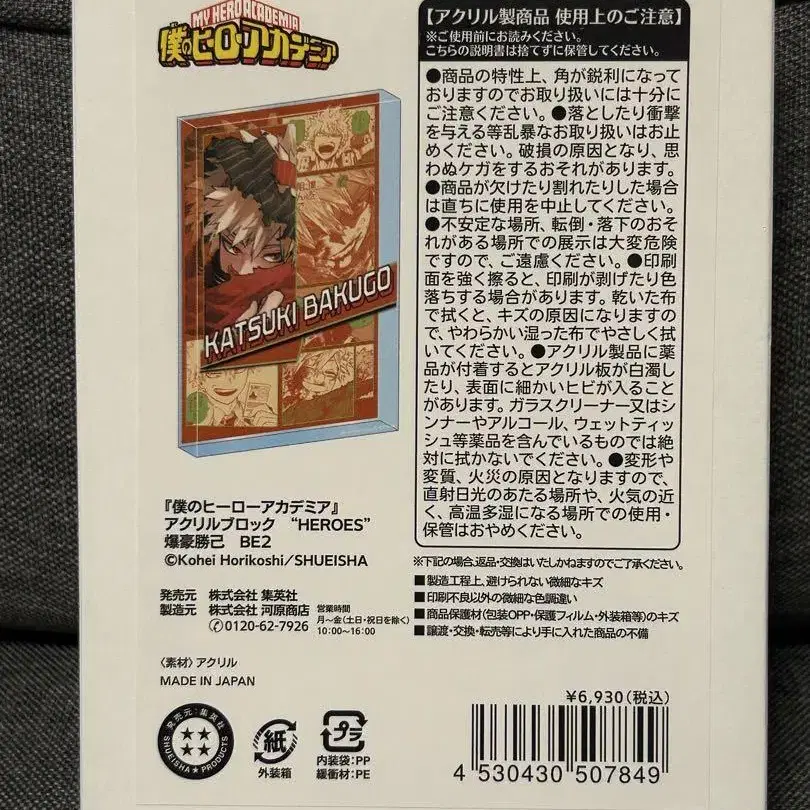 MY HERO ACADEMIA
僕のヒーローアカデミア
KATSUKI BAKUGO
『僕のヒーローアカデミア』
アクリルブロック “HEROES”
爆豪勝己 BE2
©Kohei Horikoshi/SHUEISHA
発売元 株式会社 集英社
製造元 株式会社 河原商店
0120-62-7926
営業時間
月~金(土日・祝日を除く)
10:00~16:00
〈素材〉アクリル
MADE IN JAPAN
発売元:集英社
SHUEISHA★PRODUCTS
紙
外装箱
プラ
内装袋:PP
緩衝材:PE
【アクリル製商品 使用上のご注意】
※ご使用前にお読みください。
こちらの説明書は捨てずに保管してください。
●商品の特性上、角が鋭利になって
おりますのでお取り扱いには十分に
ご注意ください。●落としたり衝撃
を与える等乱暴なお取り扱いはお止
めください。破損の原因となり、思
わぬケガをするおそれがあります。
●商品が欠けたり割れたりした場合
は直ちに使用を中止してください。
●不安定な場所、転倒・落下のおそ
れがある場所での展示は大変危険
ですので、ご遠慮ください。●印刷
面を強く擦ると、印刷が剥げたり色
落ちする場合があります。乾いた布
で拭くと、キズの原因になりますの
で、やわらかい湿った布でやさしく拭
いてください。●アクリル製品に薬
品が付着するとアクリル板が白濁し
たり、表面に細かいヒビが入ること
があります。ガラスクリーナー又はシ
ンナーやアルコール、ウェットティッ
シュ等薬品を含んでいるものでは絶
対に拭かないでください。●変形や
変質、火災の原因となりますので、
直射日光のあたる場所や、火気の近
く、高温多湿になる場所での使用・
保管はおやめください。
※下記の場合、返品・交換はいたしかねますのでご了承ください。
■製造工程上、避けられない微細なキズ
■印刷不良以外の微細な色調違い
■商品保護材(包装OPP・保護フィルム・外装箱等)のキズ
■譲渡・交換・転売等により手に入れた商品の不備
¥6,930(税込)
4 530430 507849